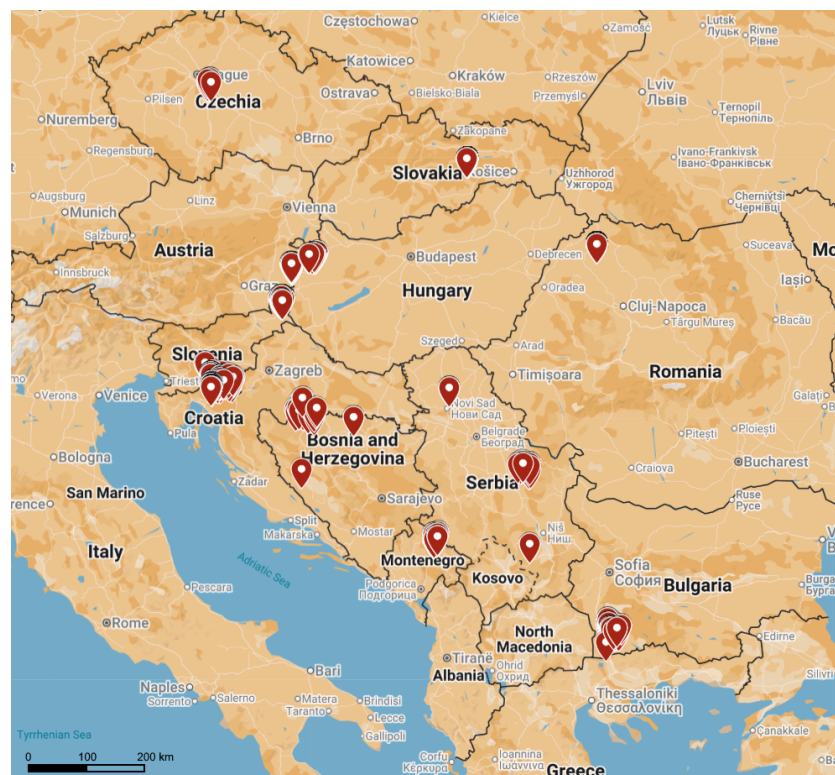 Częstochowa
Kielce
Lutsk
Луцьк
Rivne
Рівне
Zamość
Katowice
Kraków
Rzeszów
Lviv
Львів
Czechia
Pilsen
Ostrava
Bielsko-Biala
Przemyśl
Ternopil
Тернопіль
Nuremberg
Brno
Zakopane
Regensburg
Slovakia
Ivano-Frankivsk
Івано-Франківськ
Uzhhorod
Ужгород
Augsburg
Linz
Vienna
Chernivtsi
Чернівці
Munich
Salzburg
Austria
Budapest
Debrecen
Suceava
Innsbruck
Hungary
Oradea
Iași
Cluj-Napoca
Târgu Mureș
Bacău
Slovenia
Szeged
Arad
Zagreb
Timișoara
Romania
Verona
Venice
Novi Sad
Нови Сад
Croatia
Pula
Belgrade
Београд
Pitești
Ploiești
Bosnia and
Herzegovina
Bologna
Craiova
Bucharest
San Marino
Zadar
Serbia
Sarajevo
Ruse
Русе
Split
Makarska
Mostar
Niš
Ниш
Italy
Adriatic Sea
Montenegro
Kosovo
Sofia
София
Bulgaria
Podgorica
Подгорица
Pescara
Rome
North
Macedonia
Edirne
Tiranë
Ohrid
Охрид
Bari
Albania
Naples
Sorrento
Salerno
Matera
Taranto
Brindisi
Lecce
Gallipoli
Thessaloniki
Θεσσαλονίκη
Tyrrhenian Sea
Çanakkale
Corfu
Κέρκυρα
Ioannina
Ιωάννινα
Greece
0 100 200 km